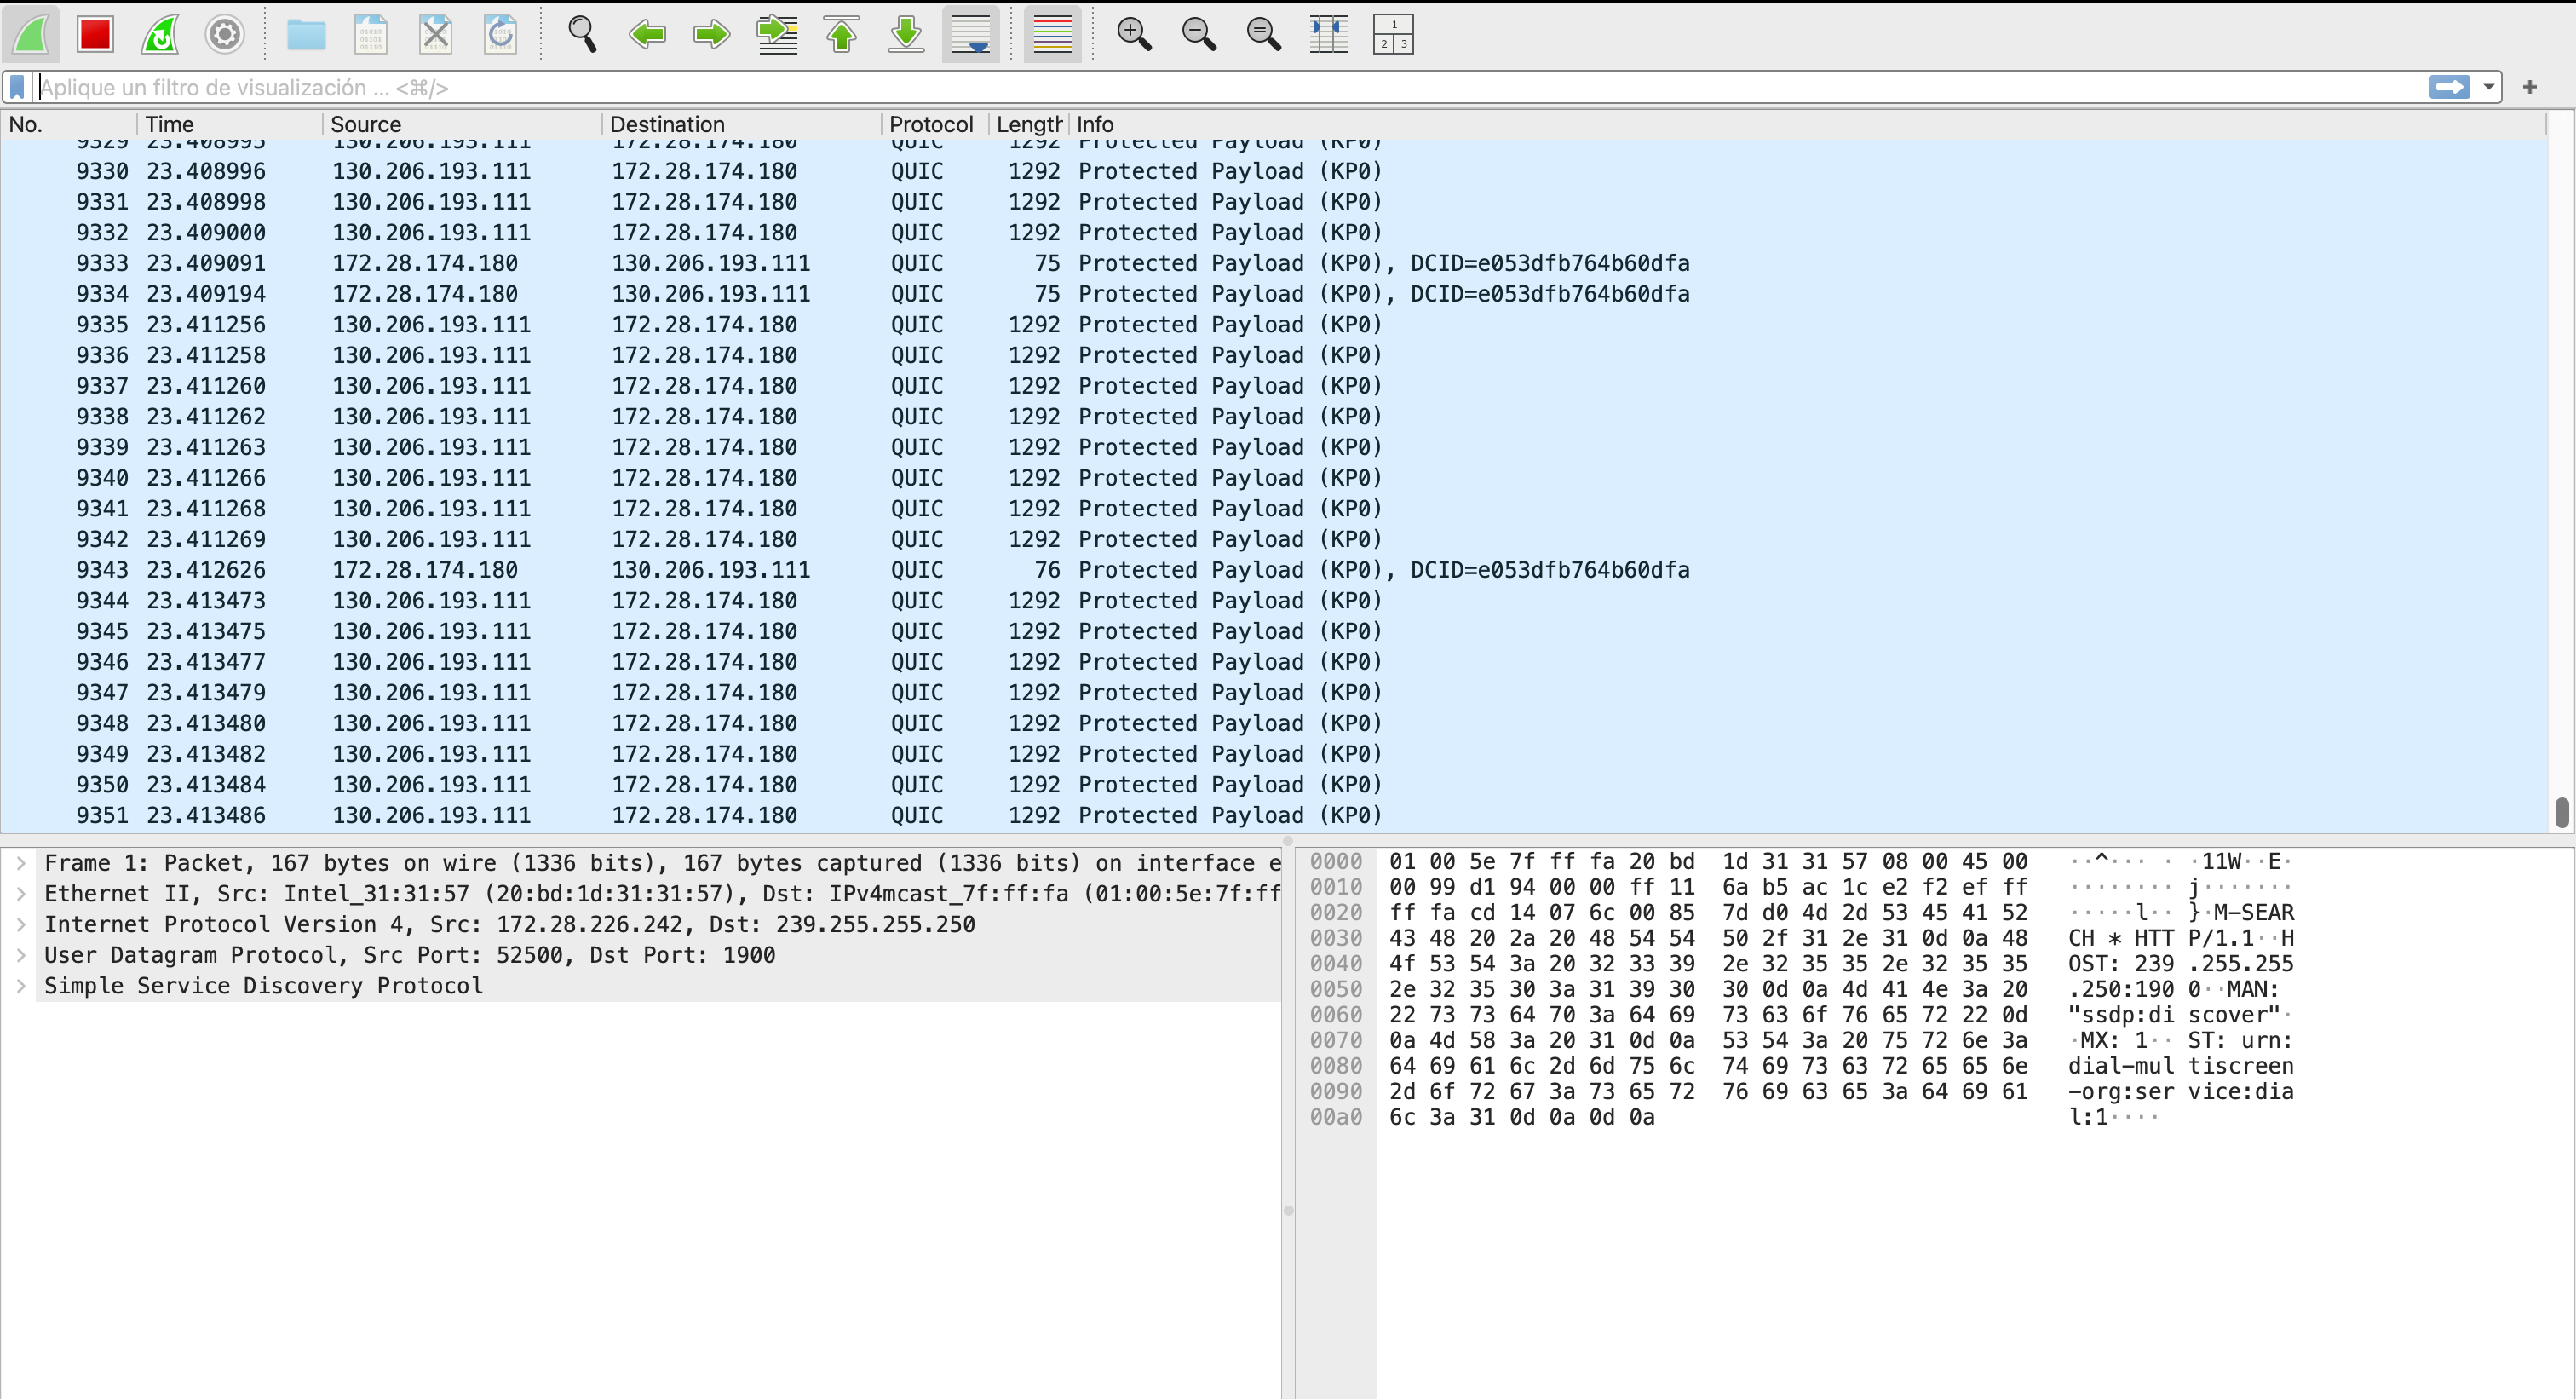 Aplique un filtro de visualización ... <⌘/>
No. Time Source Destination Protocol Length Info
9329 23.408995 130.206.193.111 172.28.174.180 QUIC 1292 Protected Payload (KP0)
9330 23.408996 130.206.193.111 172.28.174.180 QUIC 1292 Protected Payload (KP0)
9331 23.408998 130.206.193.111 172.28.174.180 QUIC 1292 Protected Payload (KP0)
9332 23.409000 130.206.193.111 172.28.174.180 QUIC 1292 Protected Payload (KP0)
9333 23.409091 172.28.174.180 130.206.193.111 QUIC 75 Protected Payload (KP0), DCID=e053dfb764b60dfa
9334 23.409194 172.28.174.180 130.206.193.111 QUIC 75 Protected Payload (KP0), DCID=e053dfb764b60dfa
9335 23.411256 130.206.193.111 172.28.174.180 QUIC 1292 Protected Payload (KP0)
9336 23.411258 130.206.193.111 172.28.174.180 QUIC 1292 Protected Payload (KP0)
9337 23.411260 130.206.193.111 172.28.174.180 QUIC 1292 Protected Payload (KP0)
9338 23.411262 130.206.193.111 172.28.174.180 QUIC 1292 Protected Payload (KP0)
9339 23.411263 130.206.193.111 172.28.174.180 QUIC 1292 Protected Payload (KP0)
9340 23.411266 130.206.193.111 172.28.174.180 QUIC 1292 Protected Payload (KP0)
9341 23.411268 130.206.193.111 172.28.174.180 QUIC 1292 Protected Payload (KP0)
9342 23.411269 130.206.193.111 172.28.174.180 QUIC 1292 Protected Payload (KP0)
9343 23.412626 172.28.174.180 130.206.193.111 QUIC 76 Protected Payload (KP0), DCID=e053dfb764b60dfa
9344 23.413473 130.206.193.111 172.28.174.180 QUIC 1292 Protected Payload (KP0)
9345 23.413475 130.206.193.111 172.28.174.180 QUIC 1292 Protected Payload (KP0)
9346 23.413477 130.206.193.111 172.28.174.180 QUIC 1292 Protected Payload (KP0)
9347 23.413479 130.206.193.111 172.28.174.180 QUIC 1292 Protected Payload (KP0)
9348 23.413480 130.206.193.111 172.28.174.180 QUIC 1292 Protected Payload (KP0)
9349 23.413482 130.206.193.111 172.28.174.180 QUIC 1292 Protected Payload (KP0)
9350 23.413484 130.206.193.111 172.28.174.180 QUIC 1292 Protected Payload (KP0)
9351 23.413486 130.206.193.111 172.28.174.180 QUIC 1292 Protected Payload (KP0)
Frame 1: Packet, 167 bytes on wire (1336 bits), 167 bytes captured (1336 bits) on interface e
Ethernet II, Src: Intel_31:31:57 (20:bd:1d:31:31:57), Dst: IPv4mcast_7f:ff:fa (01:00:5e:7f:ff
Internet Protocol Version 4, Src: 172.28.226.242, Dst: 239.255.255.250
User Datagram Protocol, Src Port: 52500, Dst Port: 1900
Simple Service Discovery Protocol
0000 01 00 5e 7f ff fa 20 bd 1d 31 31 57 08 00 45 00 ··^··· · ·11W··E·
0010 00 99 d1 94 00 00 ff 11 6a b5 ac 1c e2 f2 ef ff ········ j·······
0020 ff fa cd 14 07 6c 00 85 7d d0 4d 2d 53 45 41 52 ·····l·· }·M-SEAR
0030 43 48 20 2a 20 48 54 54 50 2f 31 2e 31 0d 0a 48 CH * HTT P/1.1··H
0040 4f 53 54 3a 20 32 33 39 2e 32 35 35 2e 32 35 35 OST: 239 .255.255
0050 2e 32 35 30 3a 31 39 30 30 0d 0a 4d 41 4e 3a 20 .250:190 0··MAN:
0060 22 73 73 64 70 3a 64 69 73 63 6f 76 65 72 22 0d "ssdp:di scover"·
0070 0a 4d 58 3a 20 31 0d 0a 53 54 3a 20 75 72 6e 3a ·MX: 1·· ST: urn:
0080 64 69 61 6c 2d 6d 75 6c 74 69 73 63 72 65 65 6e dial-mul tiscreen
0090 2d 6f 72 67 3a 73 65 72 76 69 63 65 3a 64 69 61 -org:ser vice:dia
00a0 6c 3a 31 0d 0a 0d 0a l:1····